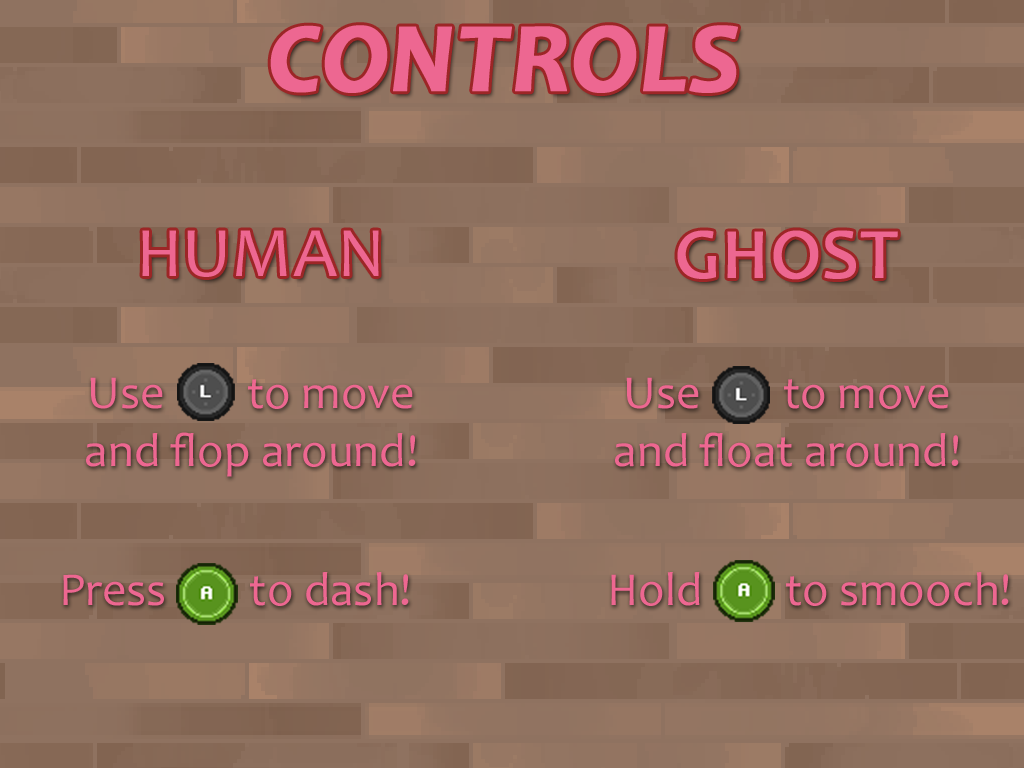 CONTROLS
HUMAN
Use L to move
and flop around!
Press A to dash!
GHOST
Use L to move
and float around!
Hold A to smooch!